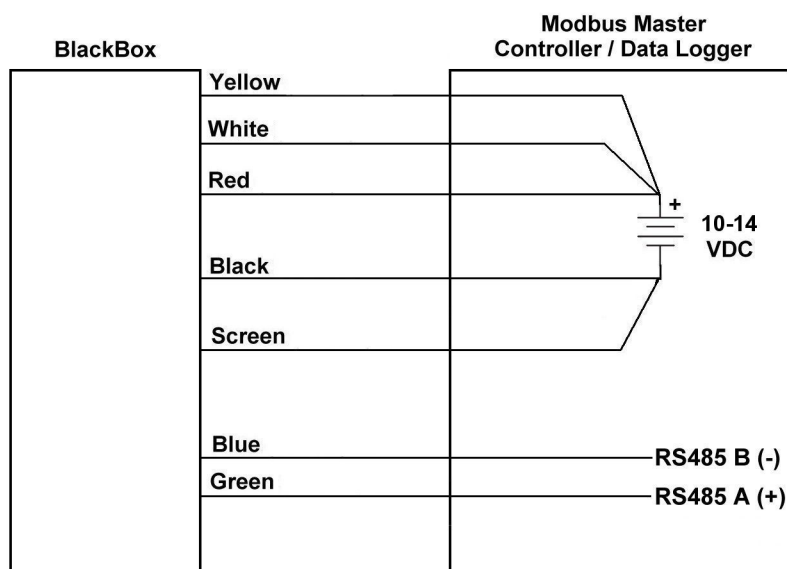 Modbus Master
Controller / Data Logger
BlackBox
Yellow
White
Red
+
10-14
VDC
Black
Screen
Blue
RS485 B (-)
Green
RS485 A (+)